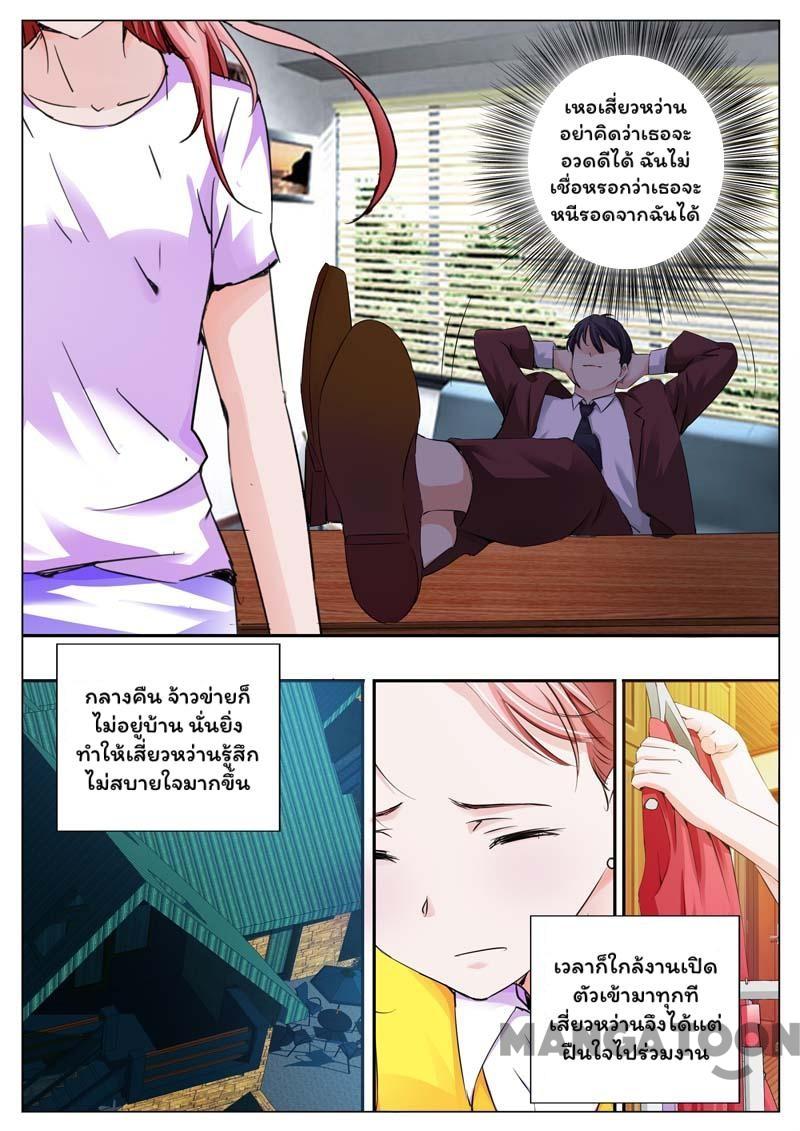 เหอเสี่ยวหว่าน
อย่าคิดว่าเธอจะ
อวดดีได้ ฉันไม่
เชื่อหรอกว่าเธอจะ
หนีรอดจากฉันได้
กลางคืน จ้าวข่ายก็
ไม่อยู่บ้าน นั่นยิ่ง
ทำให้เสี่ยวหว่านรู้สึก
ไม่สบายใจมากขึ้น
เวลาก็ใกล้งานเปิด
ตัวเข้ามาทุกที
เสี่ยวหว่านจึงได้แต่
ฝืนใจไปร่วมงาน
MANGATOON